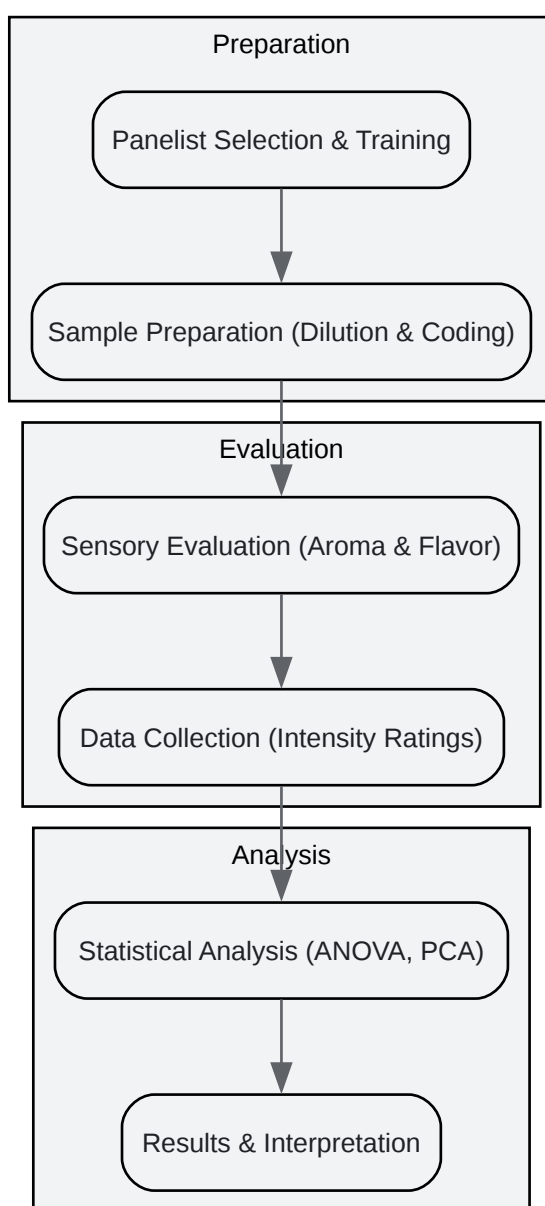 Preparation
Panelist Selection & Training
Sample Preparation (Dilution & Coding)
Evaluation
Sensory Evaluation (Aroma & Flavor)
Data Collection (Intensity Ratings)
Analysis
Statistical Analysis (ANOVA, PCA)
Results & Interpretation